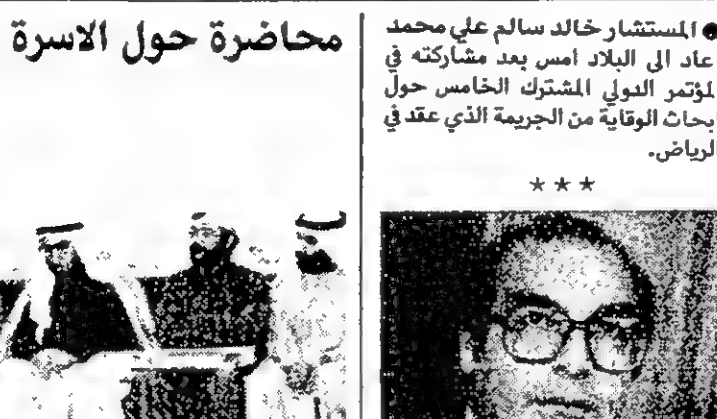 ● المستشار خالد سالم علي محمد
عاد الى البلاد امس بعد مشاركته في
لمؤتمر الدولي المشترك الخامس حول
ابحاث الوقاية من الجريمة الذي عقد في
الرياض.
★★★
محاضرة حول الاسرة